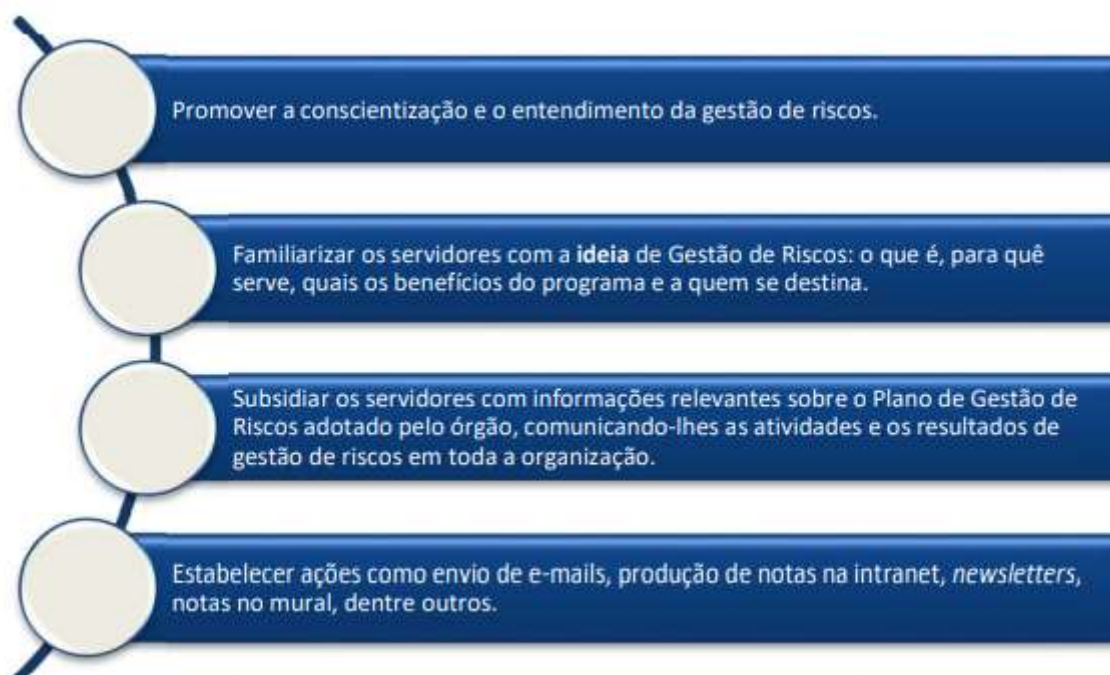 Promover a conscientização e o entendimento da gestão de riscos.
Familiarizar os servidores com a ideia de Gestão de Riscos: o que é, para quê
serve, quais os benefícios do programa e a quem se destina.
Subsidiar os servidores com informações relevantes sobre o Plano de Gestão de
Riscos adotado pelo órgão, comunicando-lhes as atividades e os resultados de
gestão de riscos em toda a organização.
Estabelecer ações como envio de e-mails, produção de notas na intranet, newsletters,
notas no mural, dentre outros.